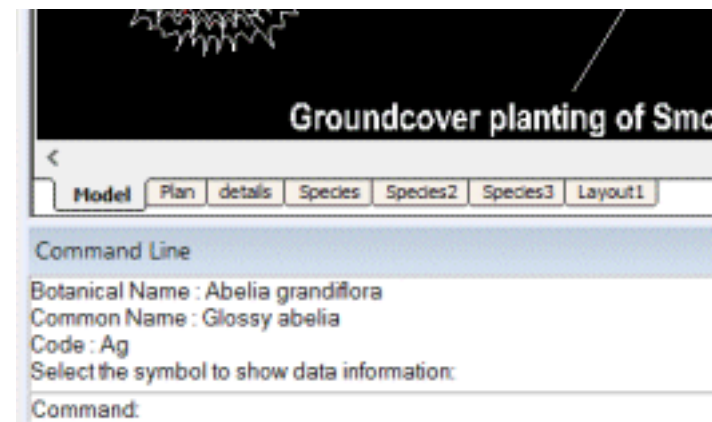 Groundcover planting of
Model Plan details Species Species2 Species3 Layout1
Command Line
Botanical Name : Abelia grandiflora
Common Name : Glossy abelia
Code : Ag
Select the symbol to show data information:
Command: